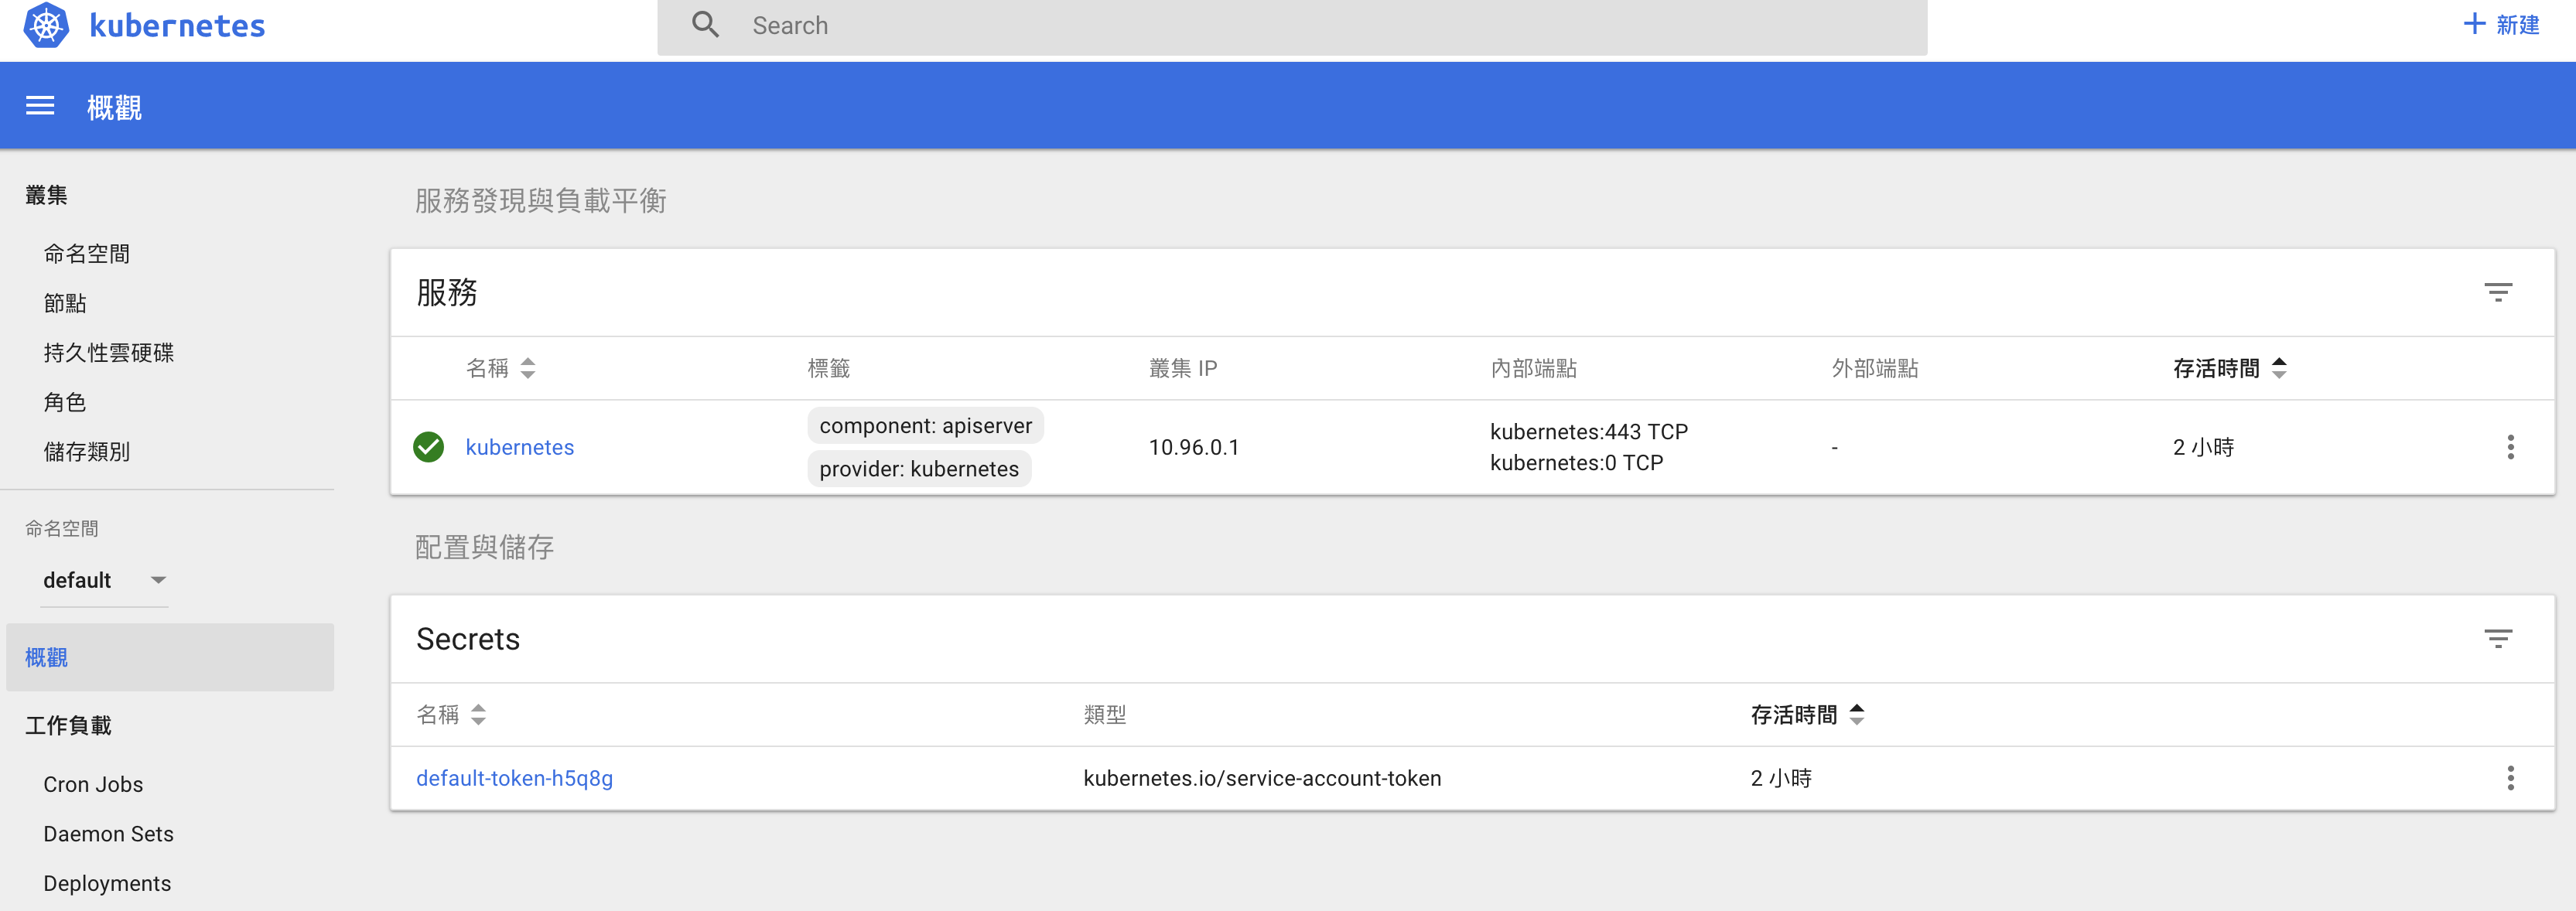 kubernetes
Search
+ 新建
概觀
叢集
命名空間
節點
持久性雲硬碟
角色
儲存類別
命名空間
default
概觀
工作負載
Cron Jobs
Daemon Sets
Deployments
服務發現與負載平衡
服務
名稱 標籤 叢集 IP 內部端點 外部端點 存活時間
kubernetes component: apiserver provider: kubernetes 10.96.0.1 kubernetes:443 TCP kubernetes:0 TCP - 2 小時
配置與儲存
Secrets
名稱 類型 存活時間
default-token-h5q8g kubernetes.io/service-account-token 2 小時